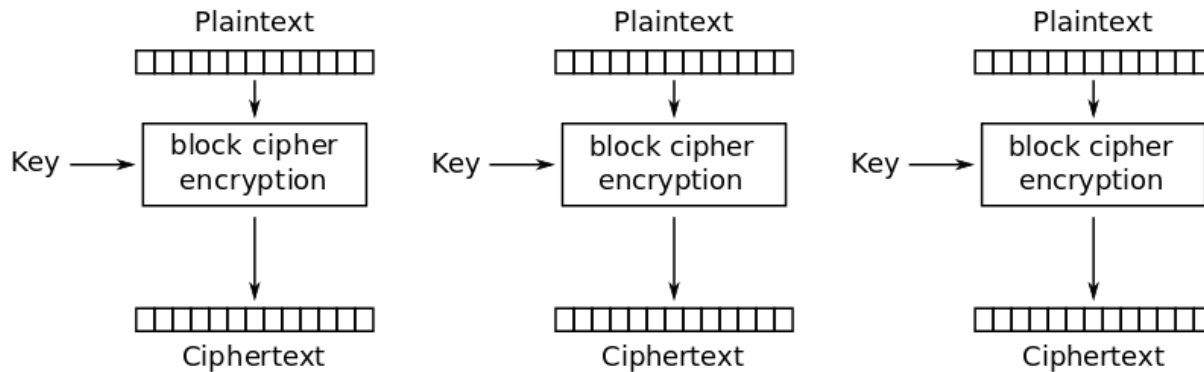 Plaintext
Plaintext
Plaintext
Key
block cipher
encryption
Key
block cipher
encryption
Key
block cipher
encryption
Ciphertext
Ciphertext
Ciphertext